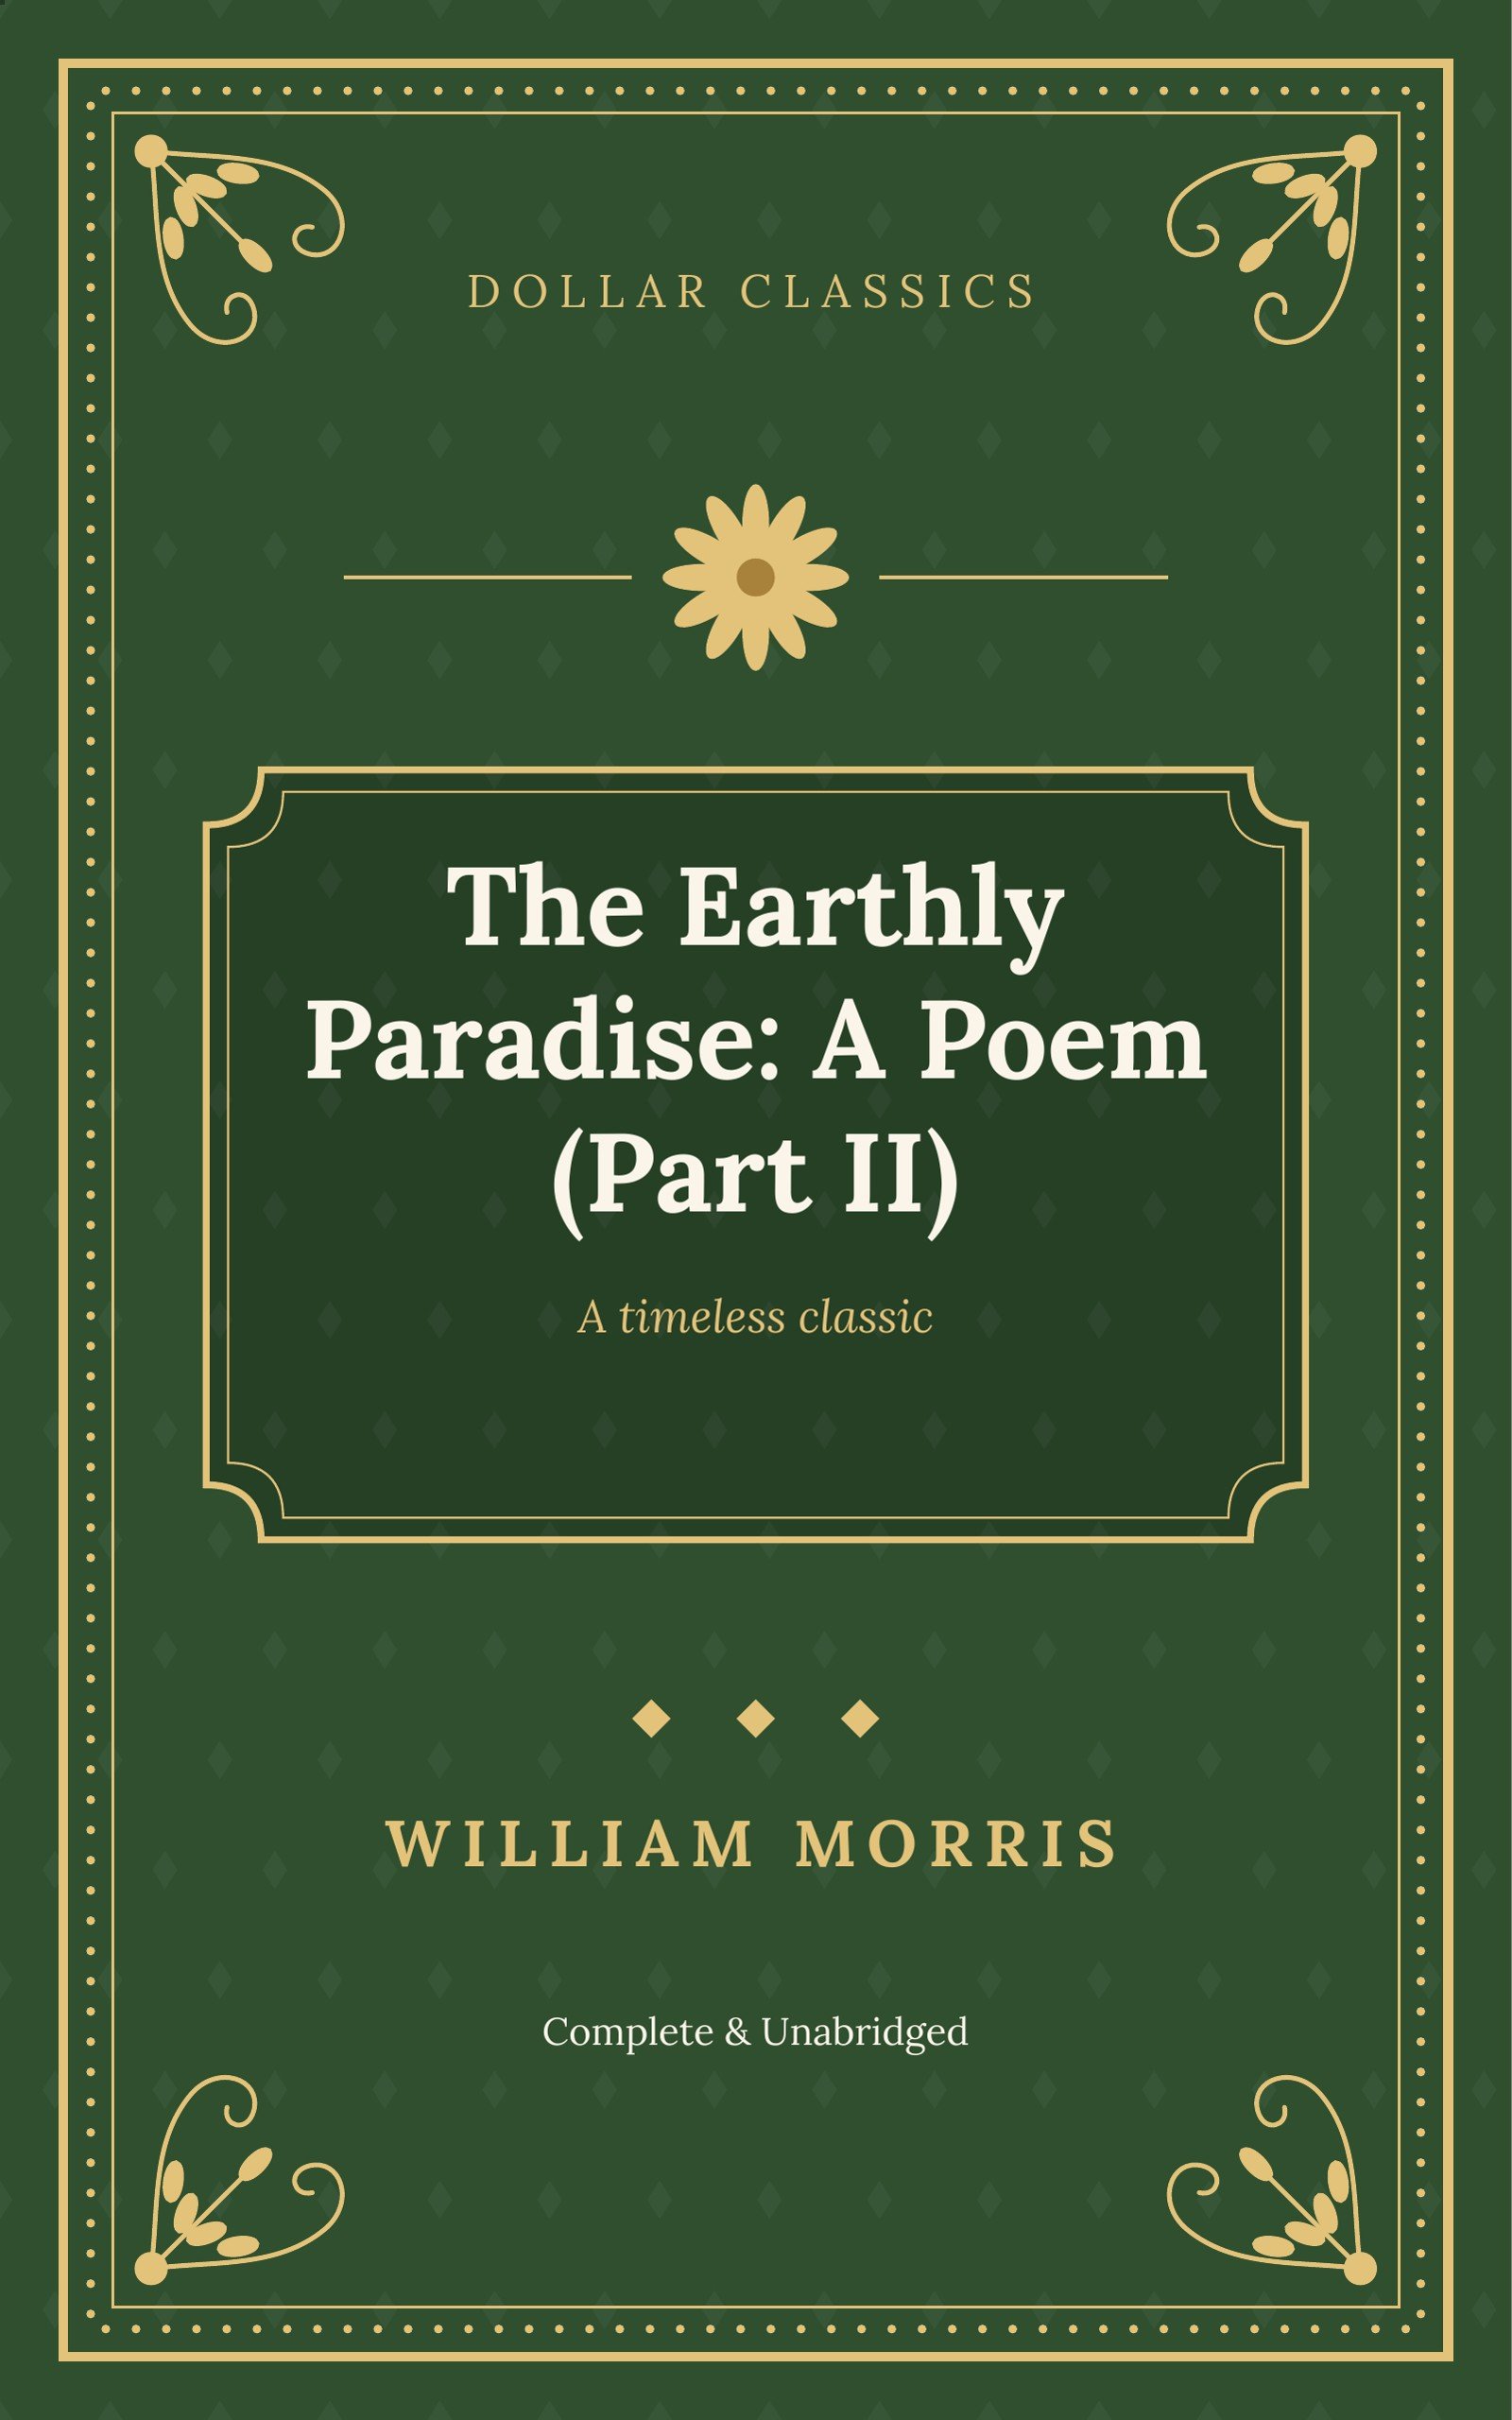 DOLLAR CLASSICS
The Earthly
Paradise: A Poem
(Part II)
A timeless classic
WILLIAM MORRIS
Complete & Unabridged